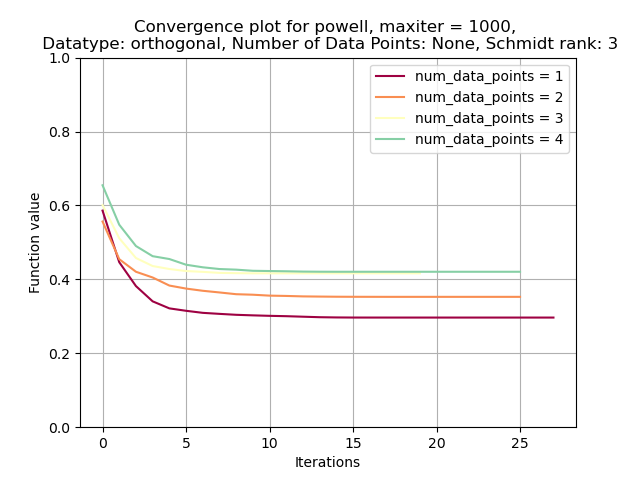 Convergence plot for powell, maxiter = 1000,
Datatype: orthogonal, Number of Data Points: None, Schmidt rank: 3
1.0
0.8
0.6
0.4
0.2
0.0
Function value
num_data_points = 1
num_data_points = 2
num_data_points = 3
num_data_points = 4
0 5 10 15 20 25
Iterations